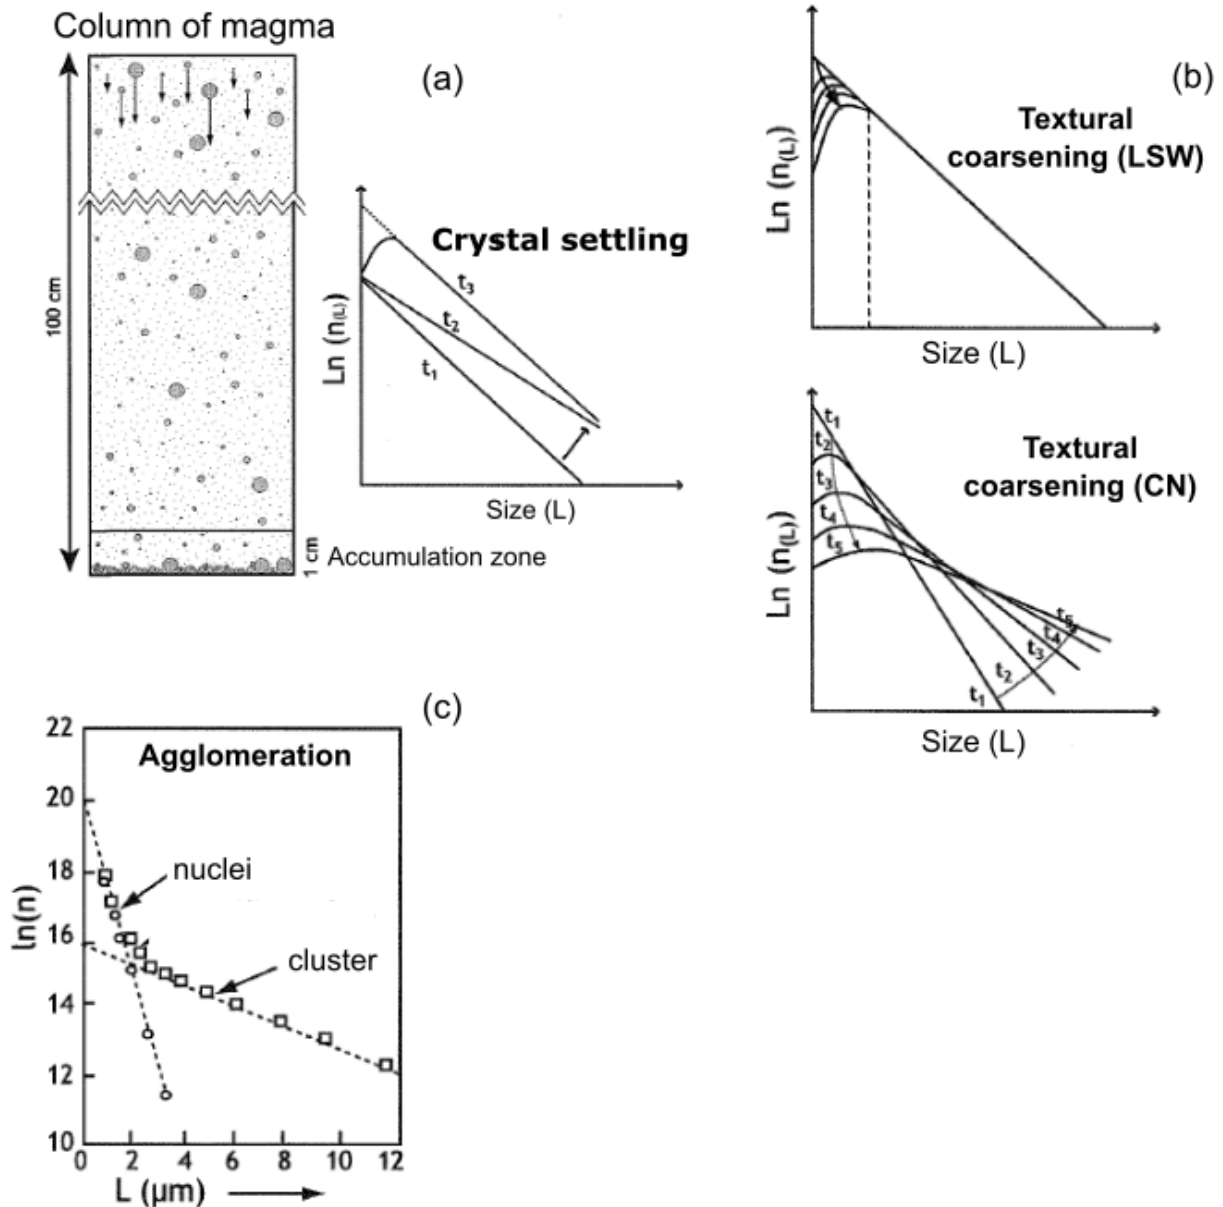 Column of magma
(a)
100 cm
1 cm
Accumulation zone
Crystal settling
Ln (n(L))
t3
t2
t1
Size (L)
(b)
Textural
coarsening (LSW)
Ln (n(L))
Size (L)
Textural
coarsening (CN)
Ln (n(L))
t1
t2
t3
t4
t5
t5
t4
t3
t2
t1
Size (L)
(c)
Agglomeration
nuclei
cluster
ln(n)
22
20
18
16
14
12
10
0 2 4 6 8 10 12
L (μm)